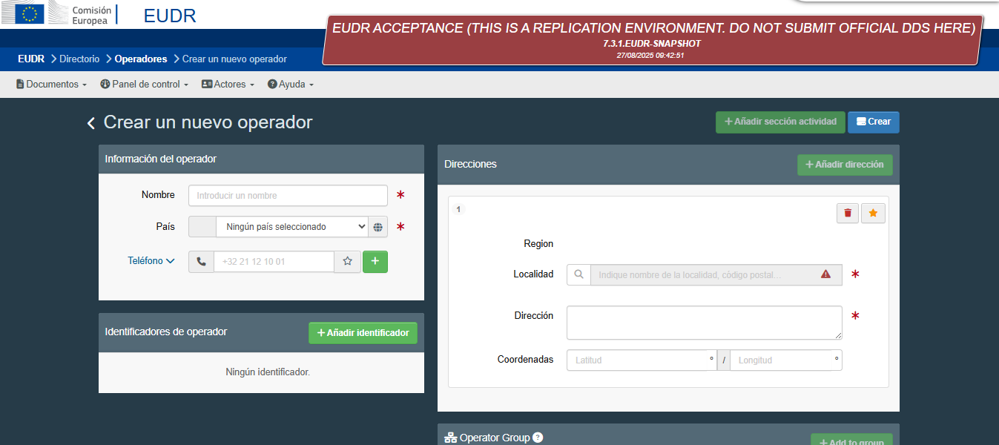 Comisión
Europea
EUDR
EUDR ACCEPTANCE (THIS IS A REPLICATION ENVIRONMENT. DO NOT SUBMIT OFFICIAL DDS HERE)
7.3.1.EUDR-SNAPSHOT
27/08/2025 09:42:51
EUDR > Directorio > Operadores > Crear un nuevo operador
Documentos Panel de control Actores Ayuda
Crear un nuevo operador
+ Añadir sección actividad
Crear
Información del operador
Nombre Introducir un nombre *
País Ningún país seleccionado *
Teléfono +32 21 12 10 01 +
Identificadores de operador
+ Añadir identificador
Ningún identificador.
Direcciones
+ Añadir dirección
1
Region
Localidad Indique nombre de la localidad, código postal... *
Dirección *
Coordenadas Latitud ° / Longitud °
Operator Group ?
+ Add to group